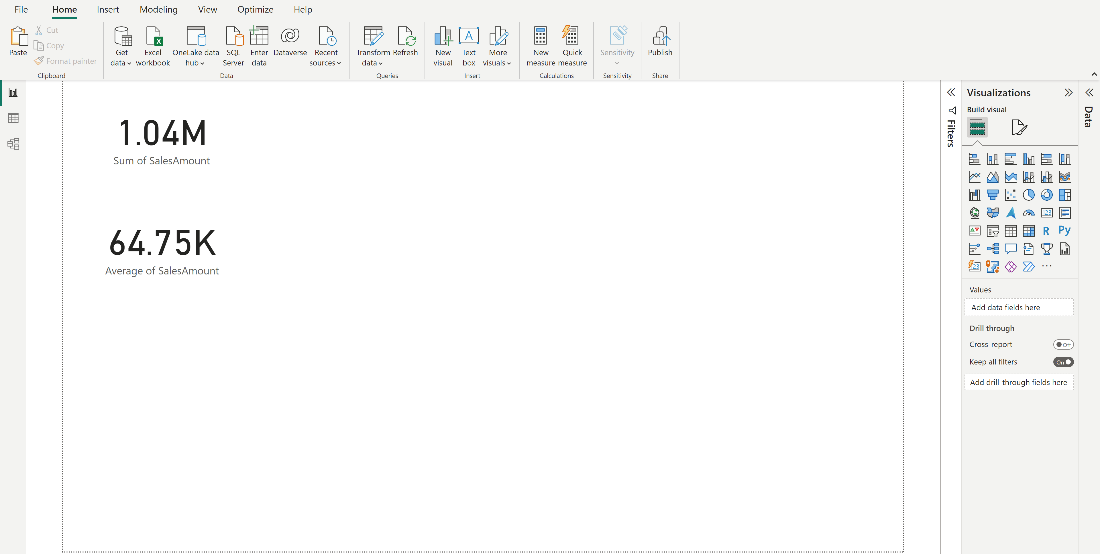 File Home Insert Modeling View Optimize Help
Paste
Cut
Copy
Format painter
Clipboard
Get data
Excel workbook
OneLake data hub
SQL Server
Enter data
Dataverse
Recent sources
Data
Transform data
Refresh
Queries
New visual
Text box
More visuals
Insert
New measure
Quick measure
Calculations
Sensitivity
Sensitivity
Publish
Share
1.04M
Sum of SalesAmount
64.75K
Average of SalesAmount
Filters
Visualizations
Build visual
123
R
Py
Values
Add data fields here
Drill through
Cross-report
Off
Keep all filters
On
Add drill-through fields here
Data